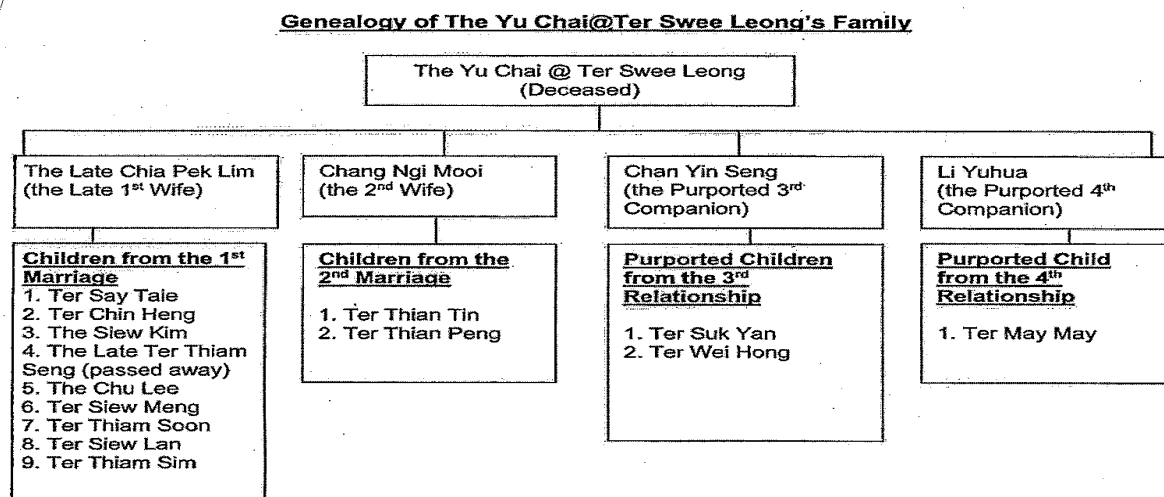 Genealogy of The Yu Chai@Ter Swee Leong's Family
The Yu Chai @ Ter Swee Leong
(Deceased)
The Late Chia Pek Lim
(the Late 1st Wife)
Chang Ngi Mooi
(the 2nd Wife)
Chan Yin Seng
(the Purported 3rd
Companion)
Li Yuhua
(the Purported 4th
Companion)
Children from the 1st
Marriage
1. Ter Say Taie
2. Ter Chin Heng
3. The Siew Kim
4. The Late Ter Thiam
Seng (passed away)
5. The Chu Lee
6. Ter Siew Meng
7. Ter Thiam Soon
8. Ter Siew Lan
9. Ter Thiam Sim
Children from the
2nd Marriage
1. Ter Thian Tin
2. Ter Thian Peng
Purported Children
from the 3rd
Relationship
1. Ter Suk Yan
2. Ter Wei Hong
Purported Child
from the 4th
Relationship
1. Ter May May